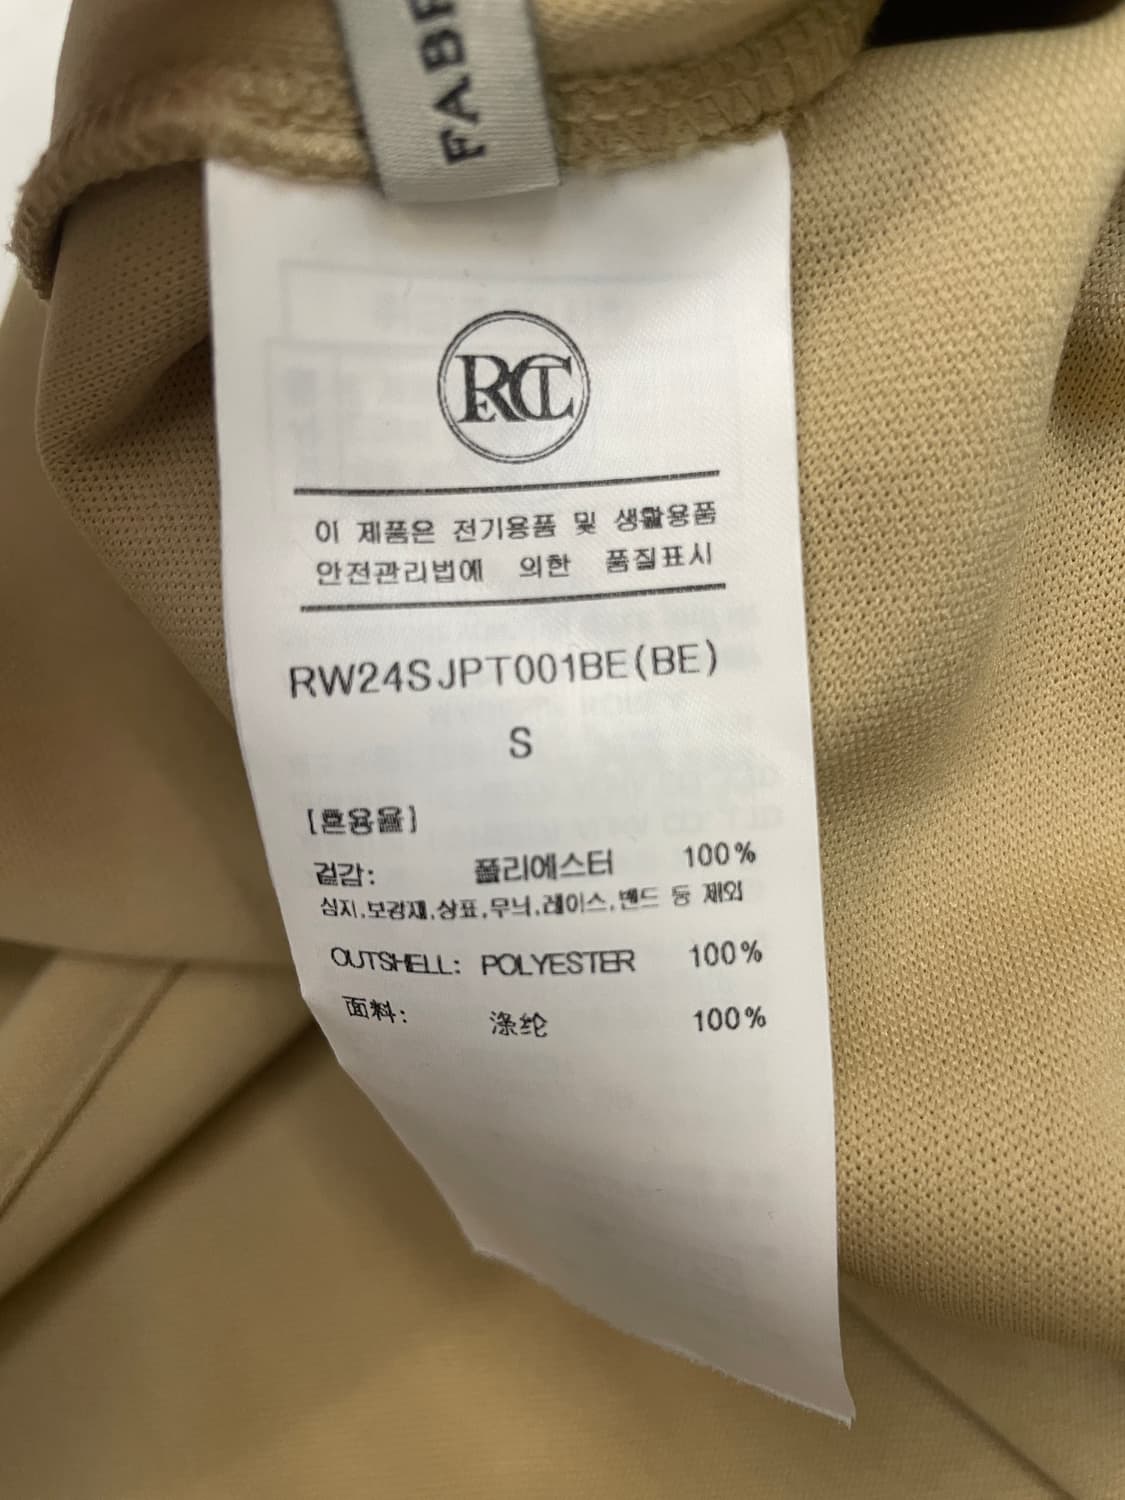 FAB
RECT
이 제품은 전기용품 및 생활용품
안전관리법에 의한 품질표시
RW24SJPT001BE(BE)
S
[혼용율]
겉감: 폴리에스터 100%
심지,보강재,상표,무늬,레이스,밴드 등 제외
OUTSHELL: POLYESTER 100%
面料: 涤纶 100%